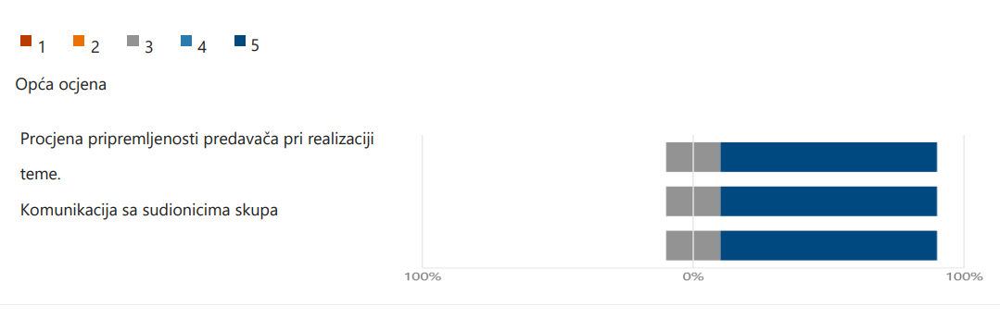 1 2 3 4 5
Opća ocjena
Procjena pripremljenosti predavača pri realizaciji
teme.
Komunikacija sa sudionicima skupa
100% 0% 100%